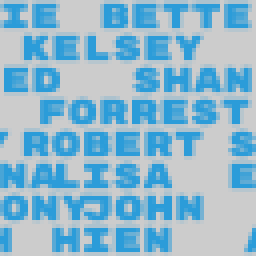 IE BETTE
KELSEY
ED SHAN
FORREST
ROBERT S
NALISA E
ONYJOHN
HIEN